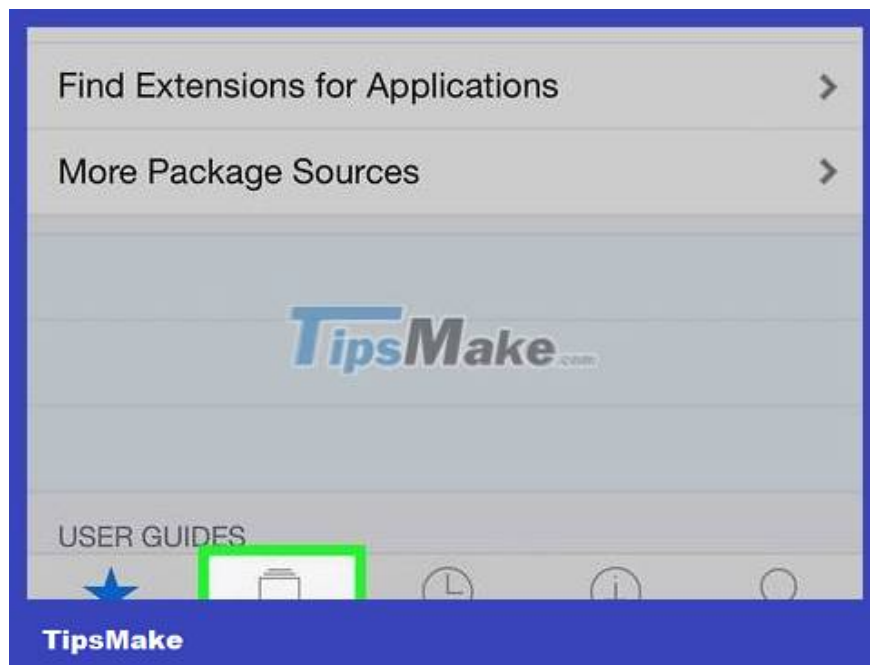 Find Extensions for Applications
More Package Sources
TipsMake.com
USER GUIDES
TipsMake